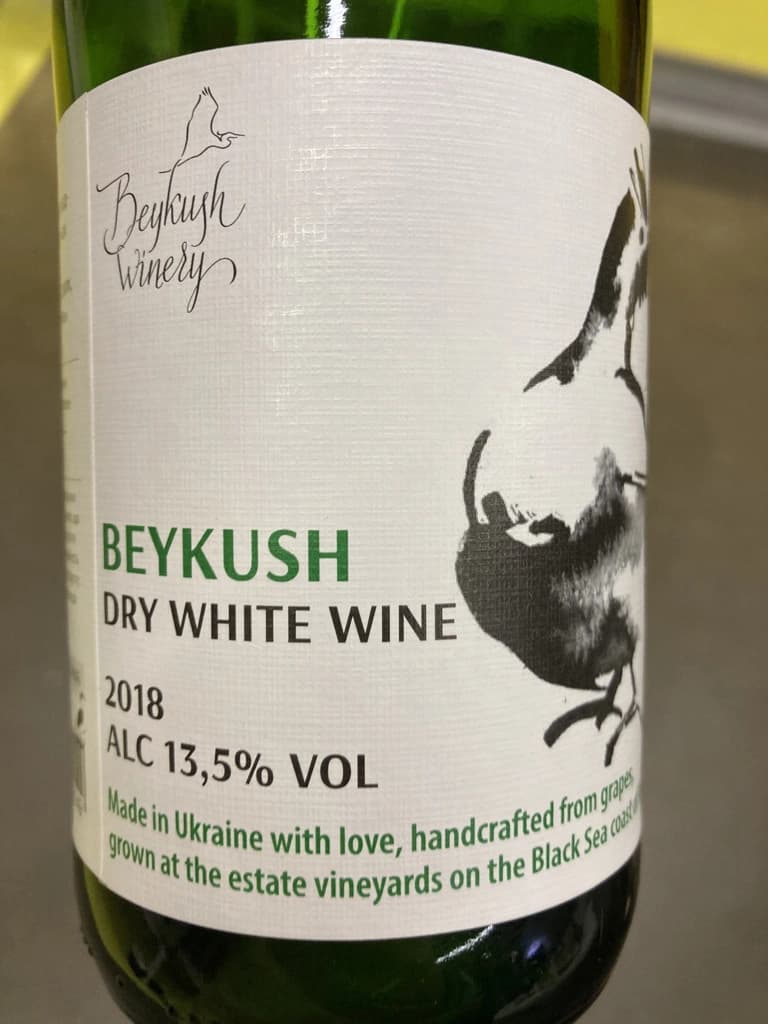 Beykush
Winery
BEYKUSH
DRY WHITE WINE
2018
ALC 13,5% VOL
Made in Ukraine with love, handcrafted from grapes,
grown at the estate vineyards on the Black Sea coast